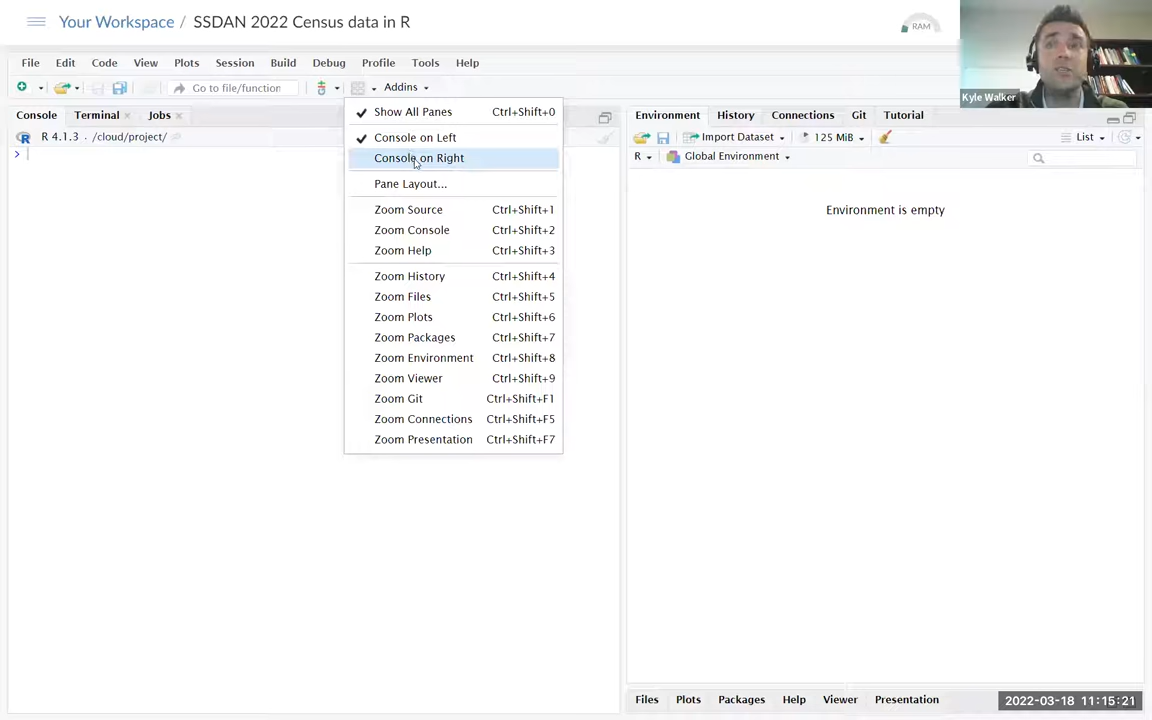 Your Workspace / SSDAN 2022 Census data in R
RAM
Kyle Walker
File Edit Code View Plots Session Build Debug Profile Tools Help
Go to file/function
Addins
Console Terminal Jobs
R 4.1.3 . /cloud/project/
>
Show All Panes Ctrl+Shift+0
Console on Left
Console on Right
Pane Layout...
Zoom Source Ctrl+Shift+1
Zoom Console Ctrl+Shift+2
Zoom Help Ctrl+Shift+3
Zoom History Ctrl+Shift+4
Zoom Files Ctrl+Shift+5
Zoom Plots Ctrl+Shift+6
Zoom Packages Ctrl+Shift+7
Zoom Environment Ctrl+Shift+8
Zoom Viewer Ctrl+Shift+9
Zoom Git Ctrl+Shift+F1
Zoom Connections Ctrl+Shift+F5
Zoom Presentation Ctrl+Shift+F7
Environment History Connections Git Tutorial
Import Dataset 125 MiB List
R Global Environment
Environment is empty
Files Plots Packages Help Viewer Presentation
2022-03-18 11:15:21